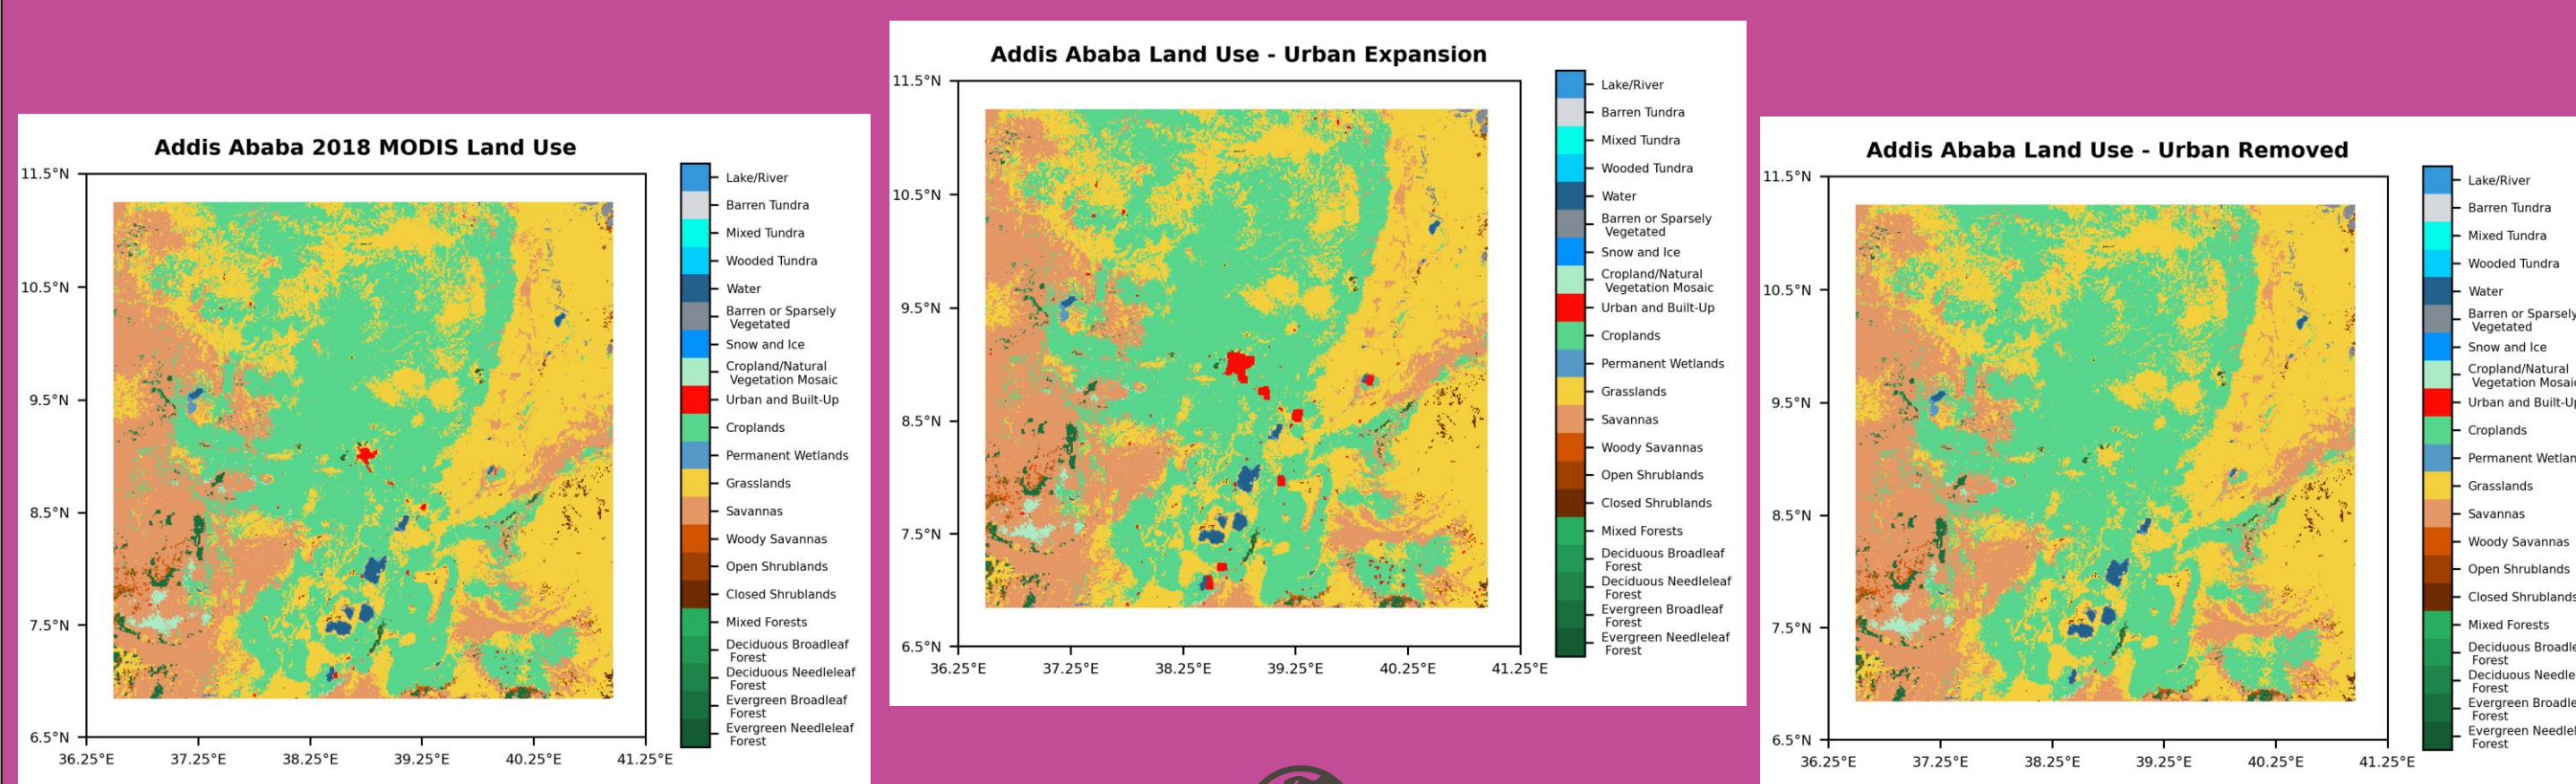 Addis Ababa 2018 MODIS Land Use
11.5°N
10.5°N
9.5°N
8.5°N
7.5°N
6.5°N
36.25°E 37.25°E 38.25°E 39.25°E 40.25°E 41.25°E
Lake/River
Barren Tundra
Mixed Tundra
Wooded Tundra
Water
Barren or Sparsely
Vegetated
Snow and Ice
Cropland/Natural
Vegetation Mosaic
Urban and Built-Up
Croplands
Permanent Wetlands
Grasslands
Savannas
Woody Savannas
Open Shrublands
Closed Shrublands
Mixed Forests
Deciduous Broadleaf
Forest
Deciduous Needleleaf
Forest
Evergreen Broadleaf
Forest
Evergreen Needleleaf
Forest
Addis Ababa Land Use - Urban Expansion
11.5°N
10.5°N
9.5°N
8.5°N
7.5°N
6.5°N
36.25°E 37.25°E 38.25°E 39.25°E 40.25°E 41.25°E
Lake/River
Barren Tundra
Mixed Tundra
Wooded Tundra
Water
Barren or Sparsely
Vegetated
Snow and Ice
Cropland/Natural
Vegetation Mosaic
Urban and Built-Up
Croplands
Permanent Wetlands
Grasslands
Savannas
Woody Savannas
Open Shrublands
Closed Shrublands
Mixed Forests
Deciduous Broadleaf
Forest
Deciduous Needleleaf
Forest
Evergreen Broadleaf
Forest
Evergreen Needleleaf
Forest
Addis Ababa Land Use - Urban Removed
11.5°N
10.5°N
9.5°N
8.5°N
7.5°N
6.5°N
36.25°E 37.25°E 38.25°E 39.25°E 40.25°E 41.25°E
Lake/River
Barren Tundra
Mixed Tundra
Wooded Tundra
Water
Barren or Sparsely
Vegetated
Snow and Ice
Cropland/Natural
Vegetation
Urban and
Croplands
Permanent
Grasslands
Savannas
Woody Savannas
Open Shrublands
Closed Shrublands
Mixed Forests
Deciduous
Forest
Deciduous
Forest
Evergreen
Forest
Evergreen
Forest